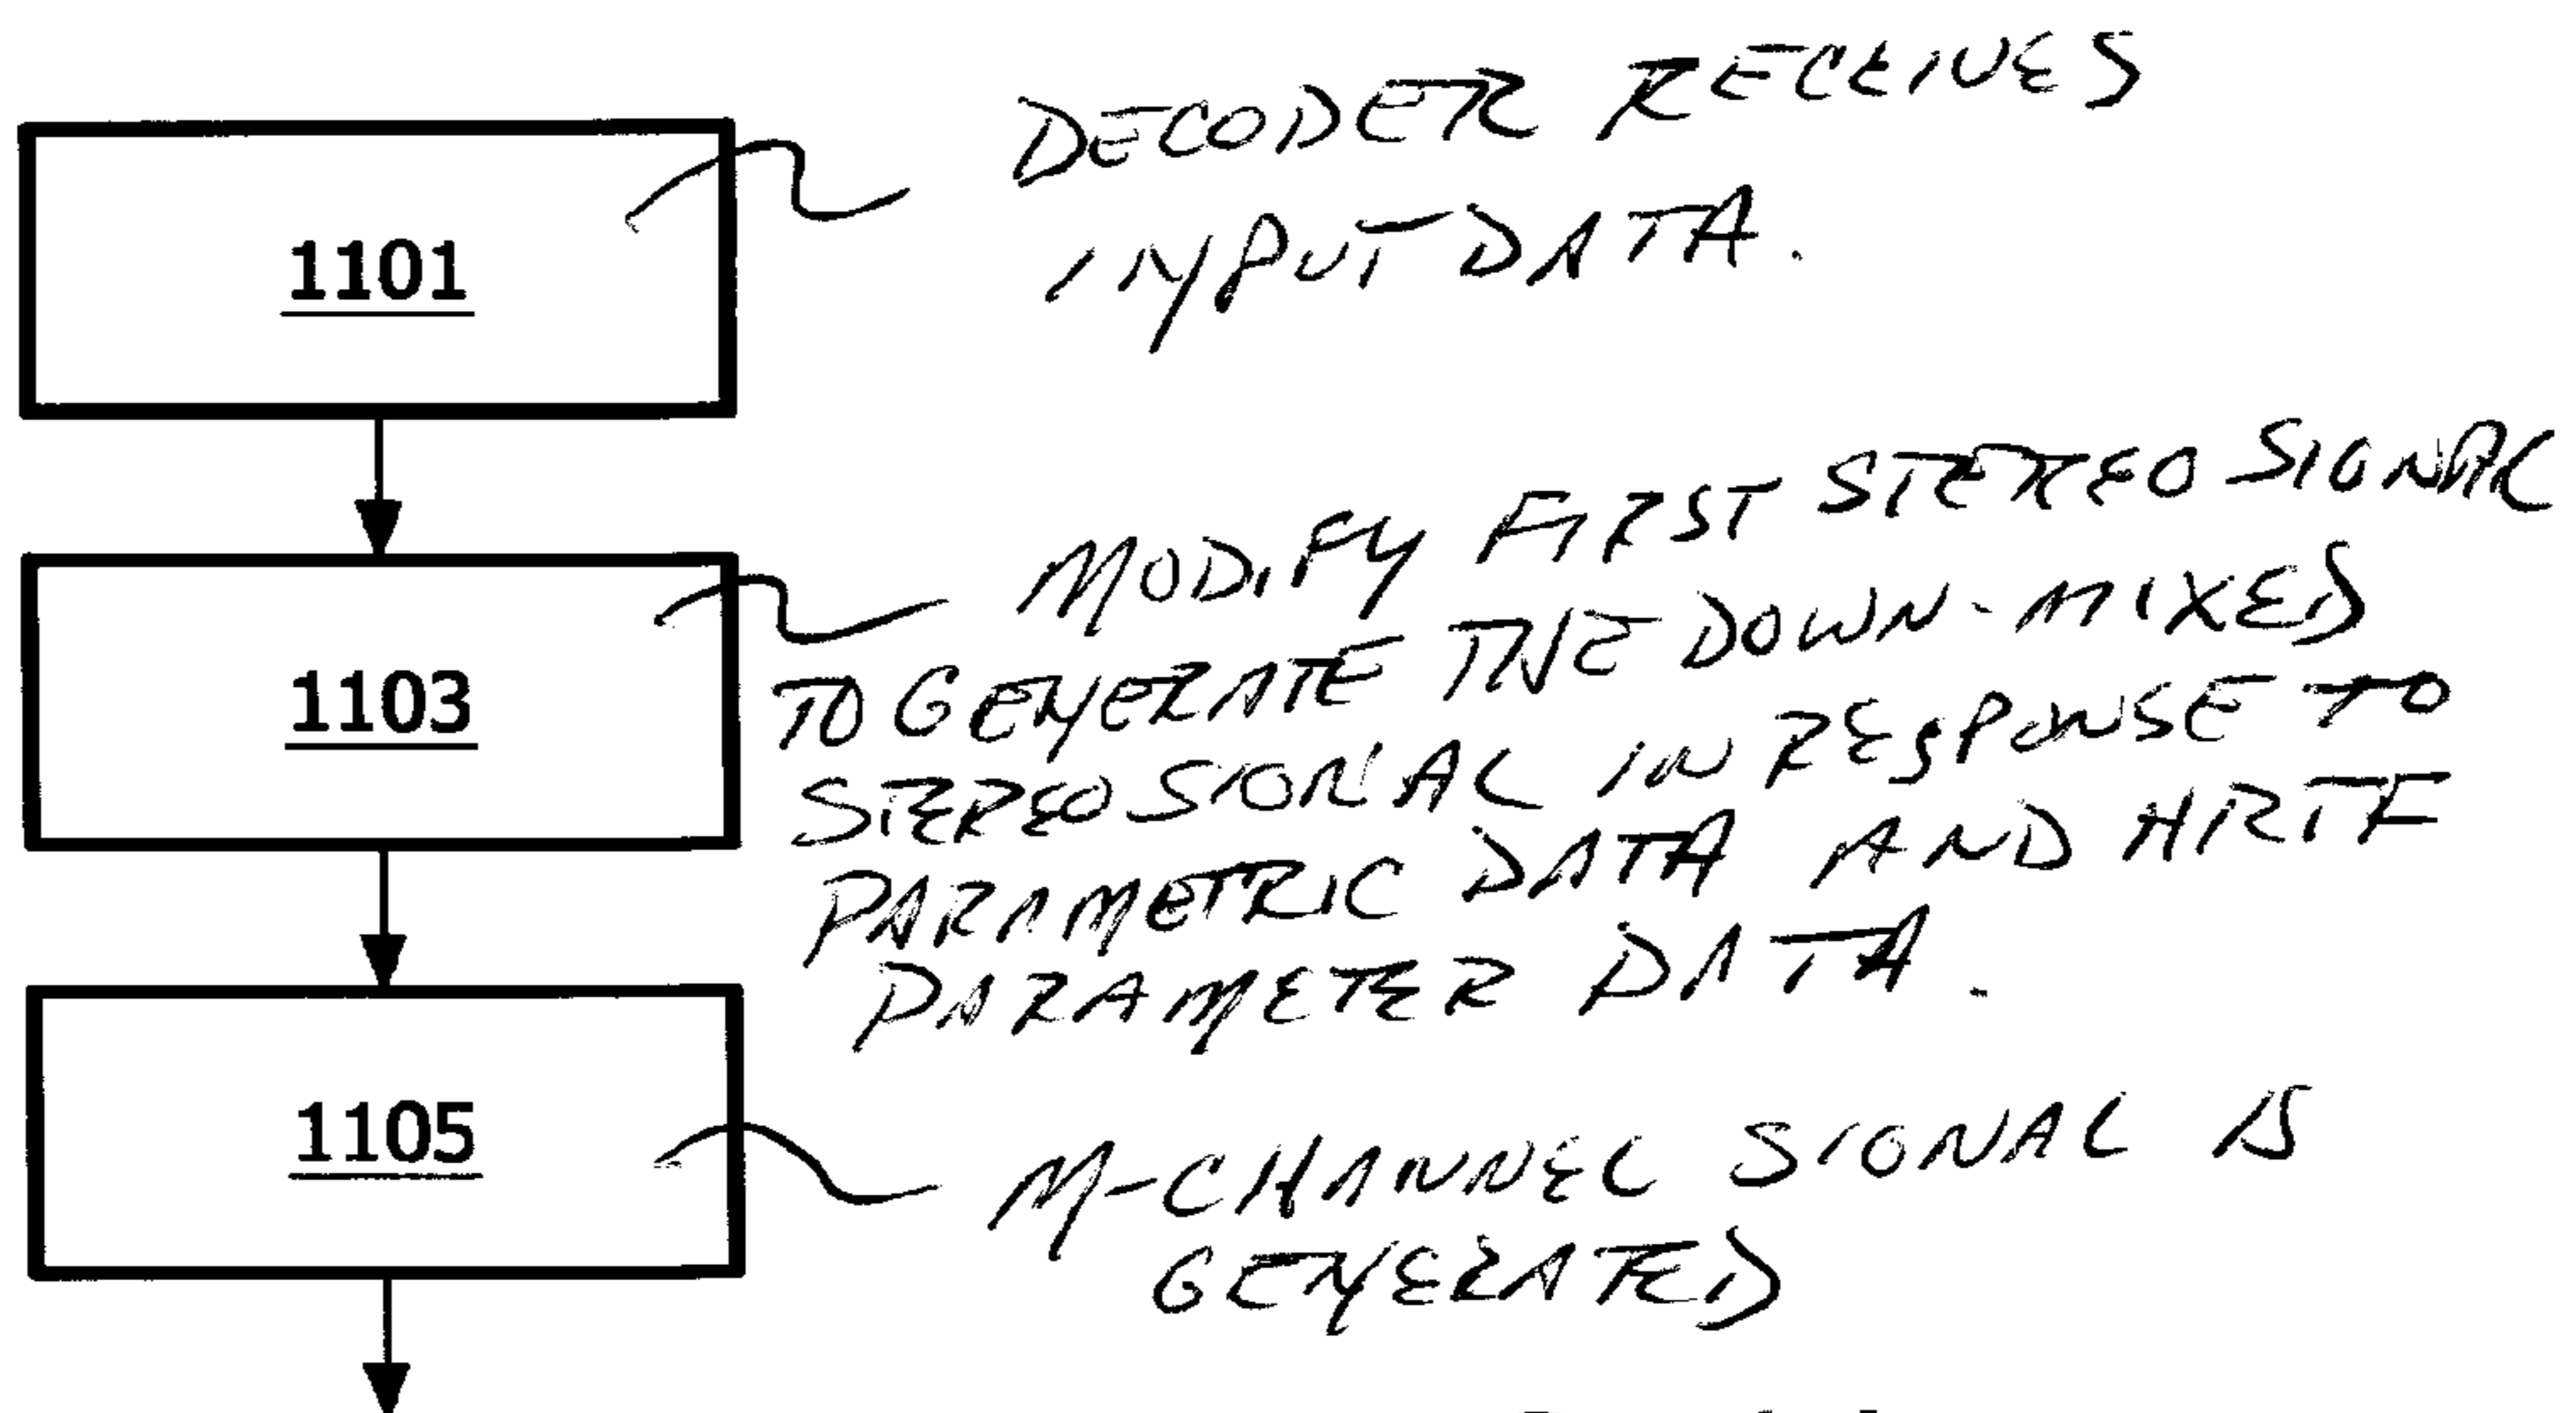 DECODER RECEIVES
INPUT DATA.
1101
MODIFY FIRST STEREO SIGNAL
TO GENERATE THE DOWN-MIXED
STEREO SIGNAL IN RESPONSE TO
PARAMETRIC DATA AND HRTF
PARAMETER DATA.
1103
M-CHANNEL SIGNAL IS
GENERATED
1105